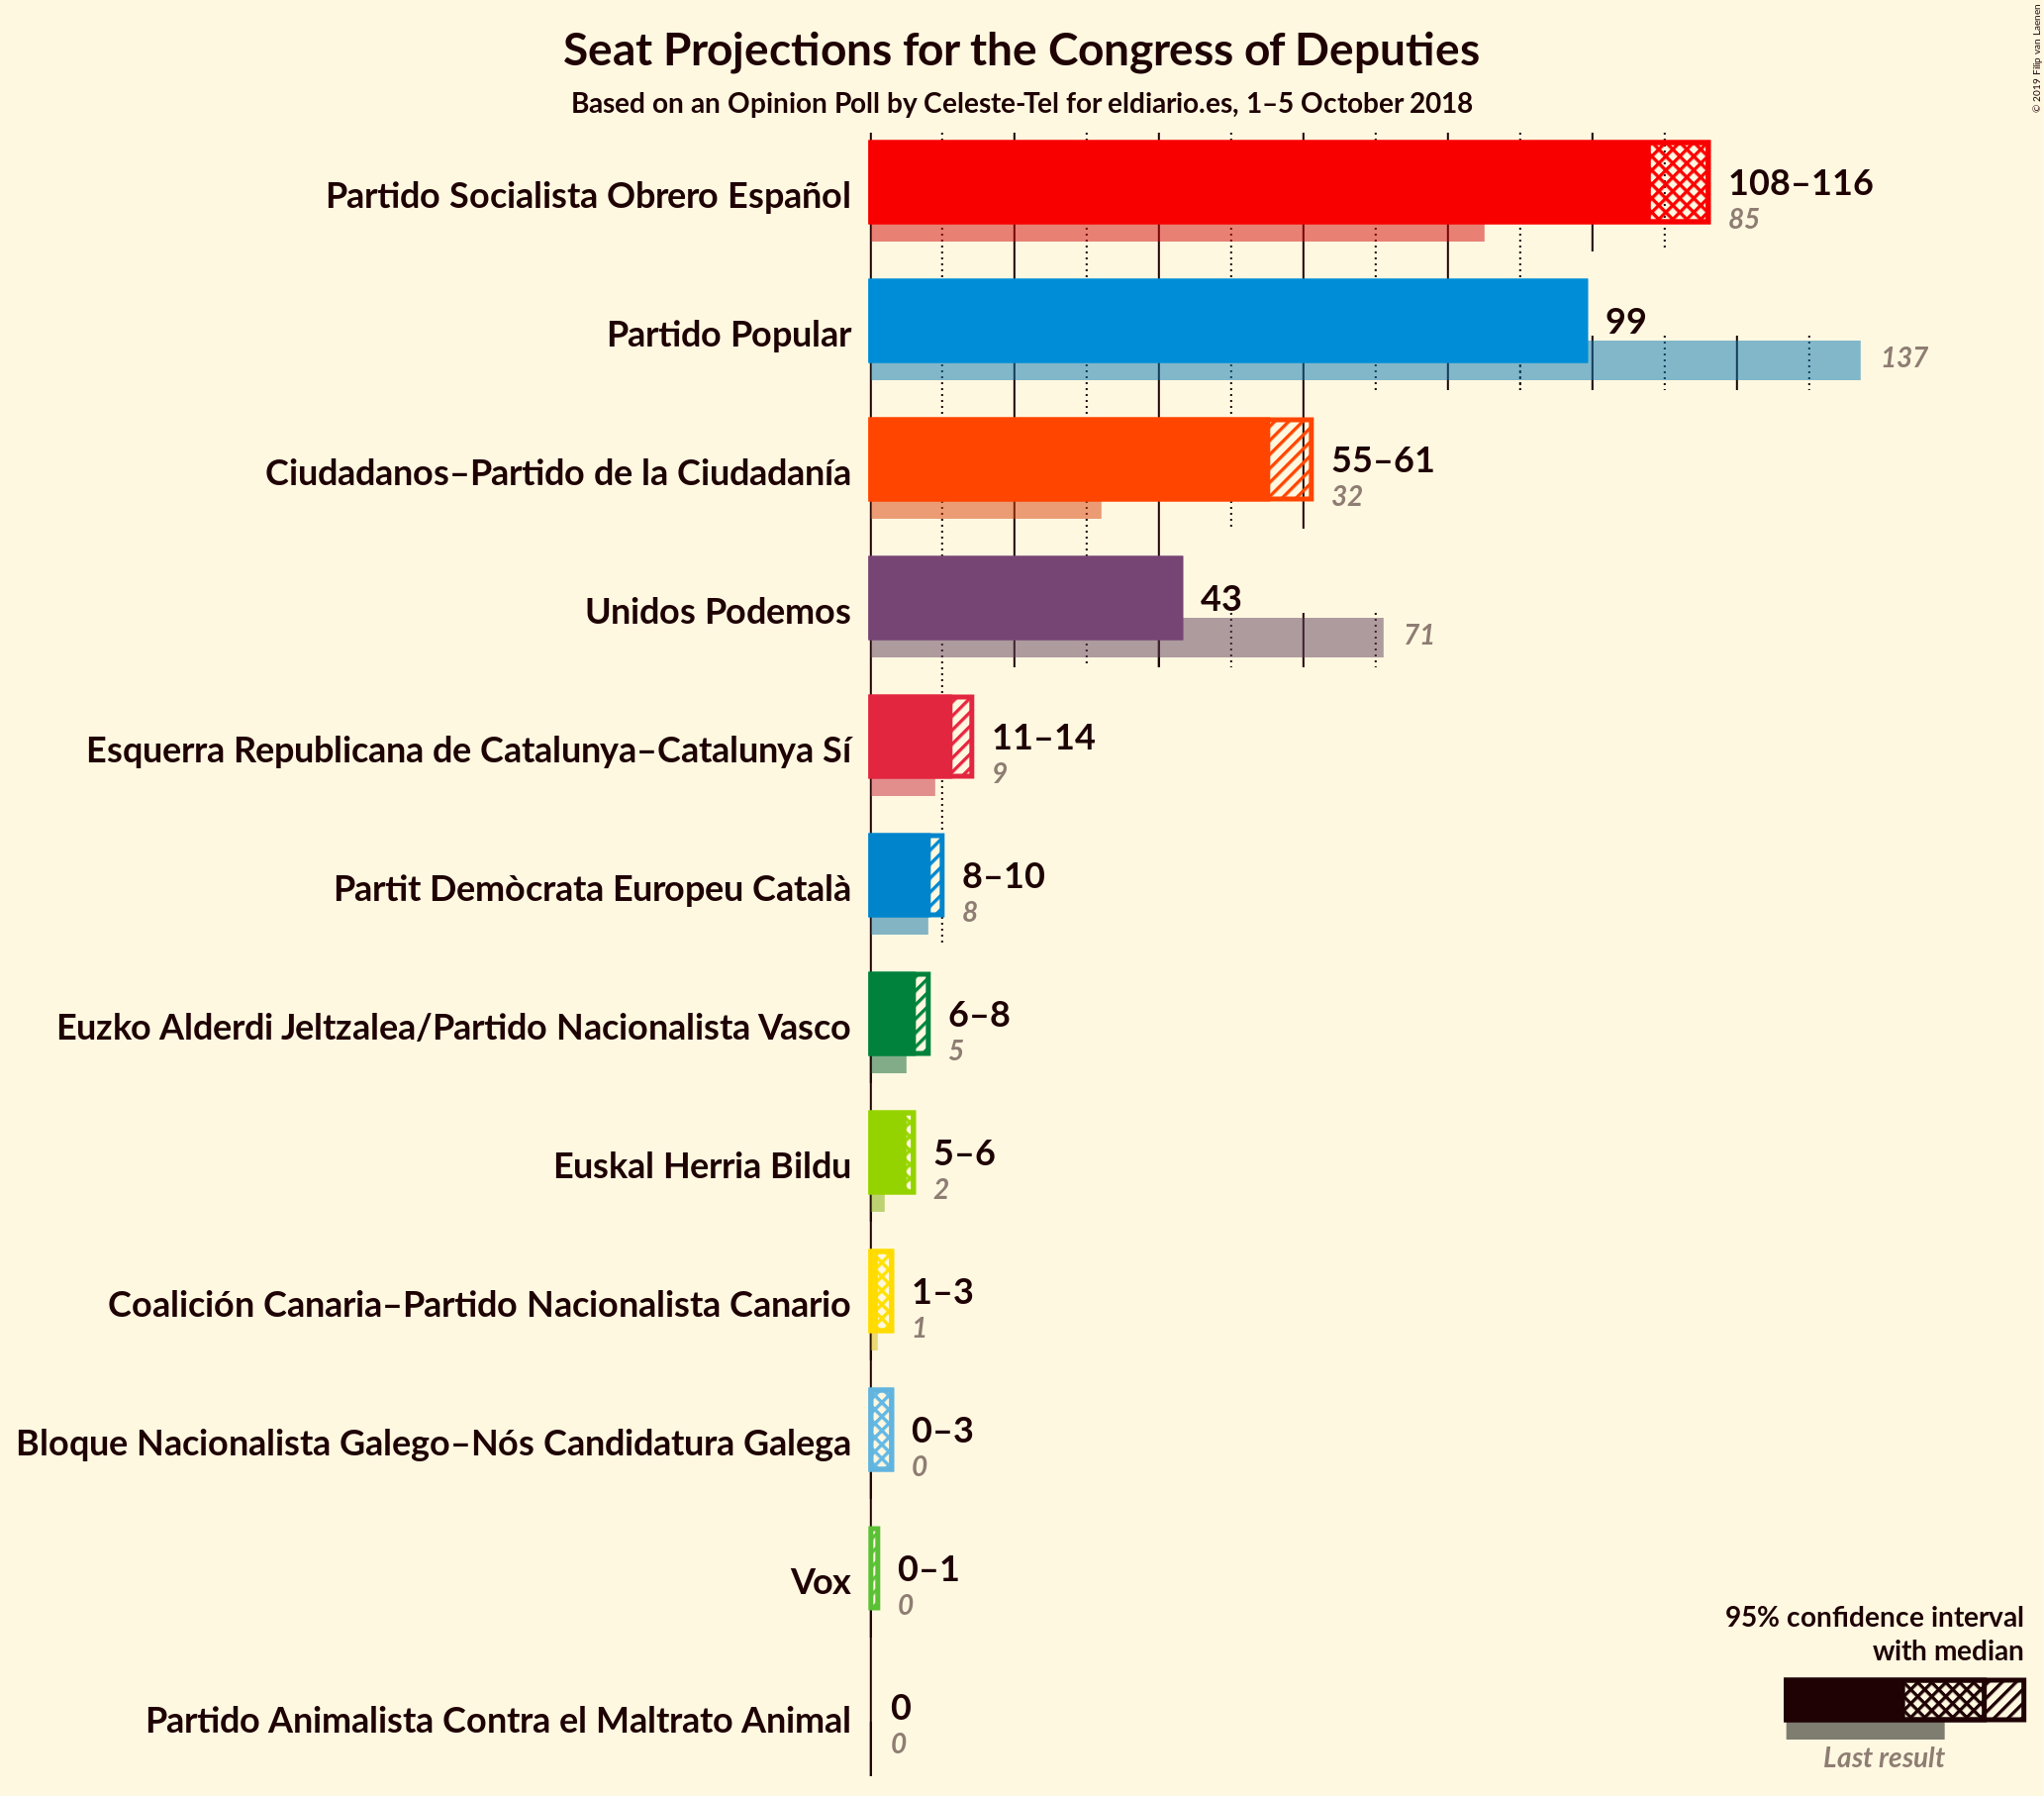 Seat Projections for the Congress of Deputies
Based on an Opinion Poll by Celeste-Tel for eldiario.es, 1–5 October 2018
© 2019 Filip van Laenen
Partido Socialista Obrero Español
108–116
85
Partido Popular
99
137
Ciudadanos–Partido de la Ciudadanía
55–61
32
Unidos Podemos
43
71
Esquerra Republicana de Catalunya–Catalunya Sí
11–14
9
Partit Demòcrata Europeu Català
8–10
8
Euzko Alderdi Jeltzalea/Partido Nacionalista Vasco
6–8
5
Euskal Herria Bildu
5–6
2
Coalición Canaria–Partido Nacionalista Canario
1–3
1
Bloque Nacionalista Galego–Nós Candidatura Galega
0–3
0
Vox
0–1
0
Partido Animalista Contra el Maltrato Animal
0
0
95% confidence interval
with median
Last result